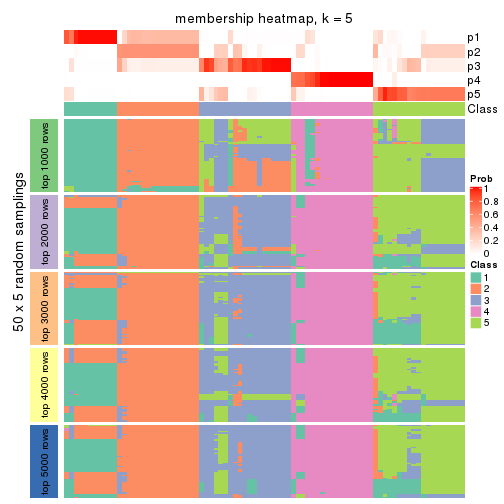 membership heatmap, k = 5
p1
p2
p3
p4
p5
Class
50 x 5 random samplings
top 1000 rows
top 2000 rows
top 3000 rows
top 4000 rows
top 5000 rows
Prob
1
0.8
0.6
0.4
0.2
0
Class
1
2
3
4
5